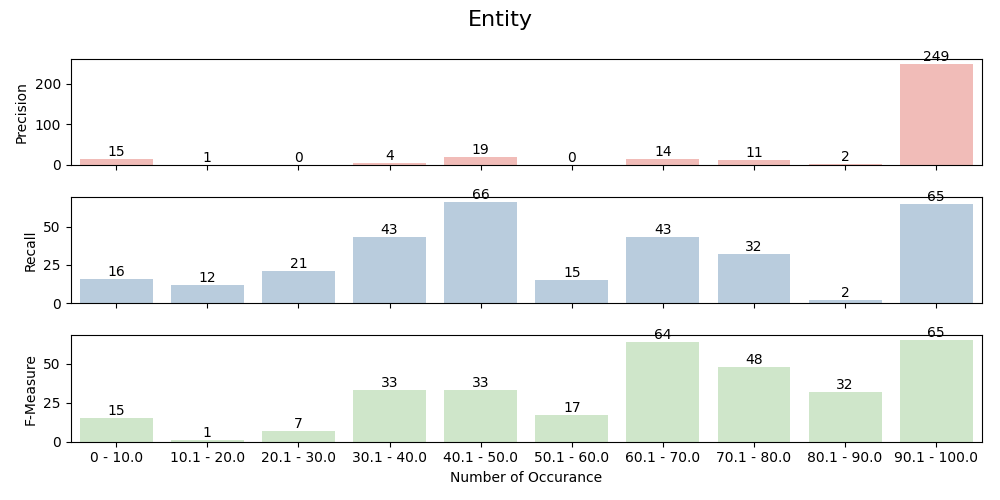 Entity
Precision
200
100
0
15 1 0 4 19 0 14 11 2 249
Recall
50
25
0
16 12 21 43 66 15 43 32 2 65
F-Measure
50
25
0
15 1 7 33 33 17 64 48 32 65
0 - 10.0 10.1 - 20.0 20.1 - 30.0 30.1 - 40.0 40.1 - 50.0 50.1 - 60.0 60.1 - 70.0 70.1 - 80.0 80.1 - 90.0 90.1 - 100.0
Number of Occurance